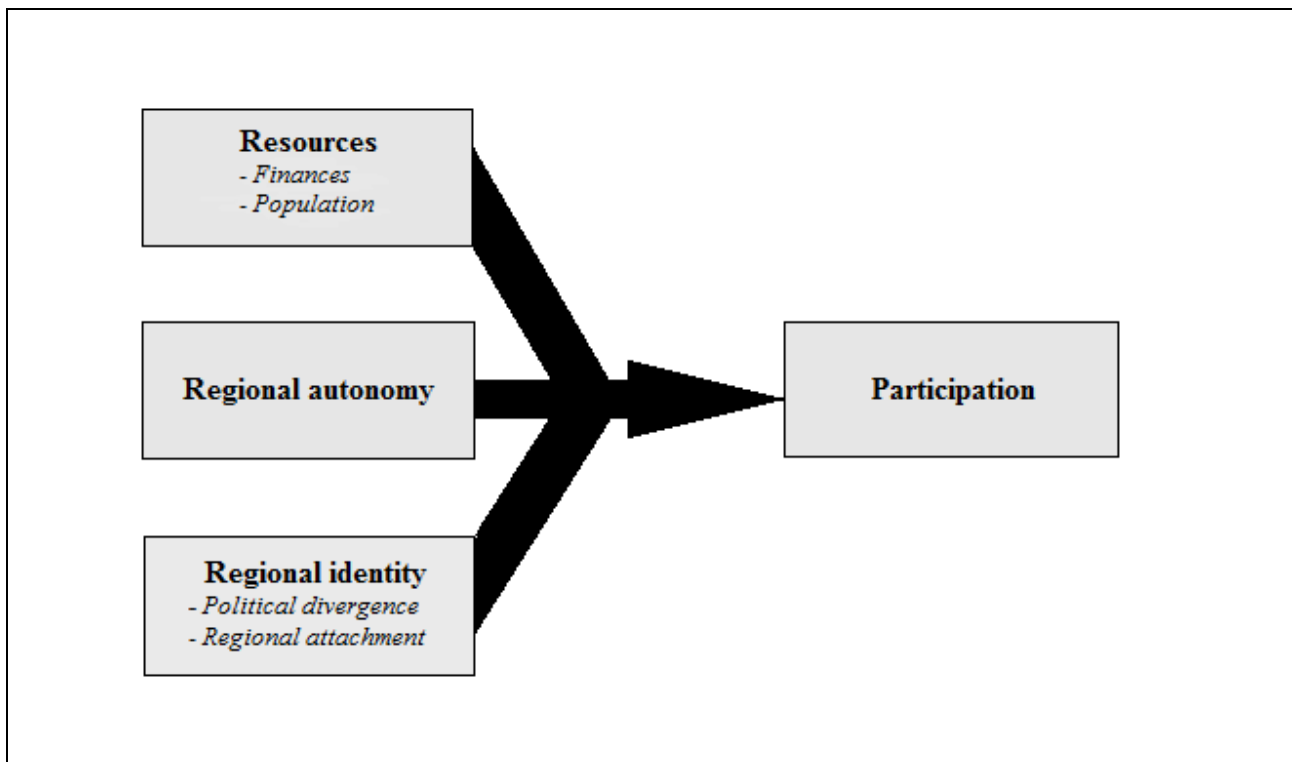 Resources
- Finances
- Population
Regional autonomy
Participation
Regional identity
- Political divergence
- Regional attachment